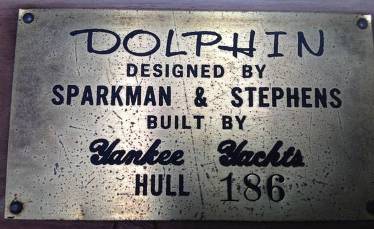 DOLPHIN
DESIGNED BY
SPARKMAN & STEPHENS
BUILT BY
Yankee Yachts
HULL 186